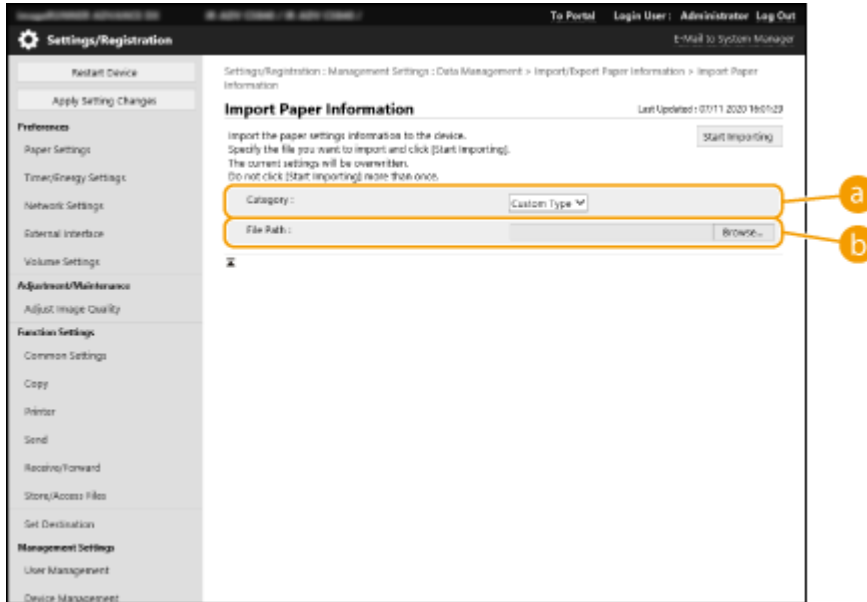 To Portal Login User : Administrator Log Out
Settings/Registration
E-Mail to System Manager
Restart Device
Apply Setting Changes
Preferences
Paper Settings
Timer/Energy Settings
Network Settings
External Interface
Volume Settings
Adjustment/Maintenance
Adjust Image Quality
Function Settings
Common Settings
Copy
Printer
Send
Receive/Forward
Store/Access Files
Set Destination
Management Settings
User Management
Device Management
Settings/Registration : Management Settings : Data Management > Import/Export Paper Information > Import Paper
Information
Import Paper Information
Last Updated : 07/11 2020 16:01:29
Import the paper settings information to the device.
Start Importing
Specify the file you want to import and click [Start Importing].
The current settings will be overwritten.
Do not click [Start Importing] more than once.
Category :
Custom Type
a
File Path :
Browse...
b